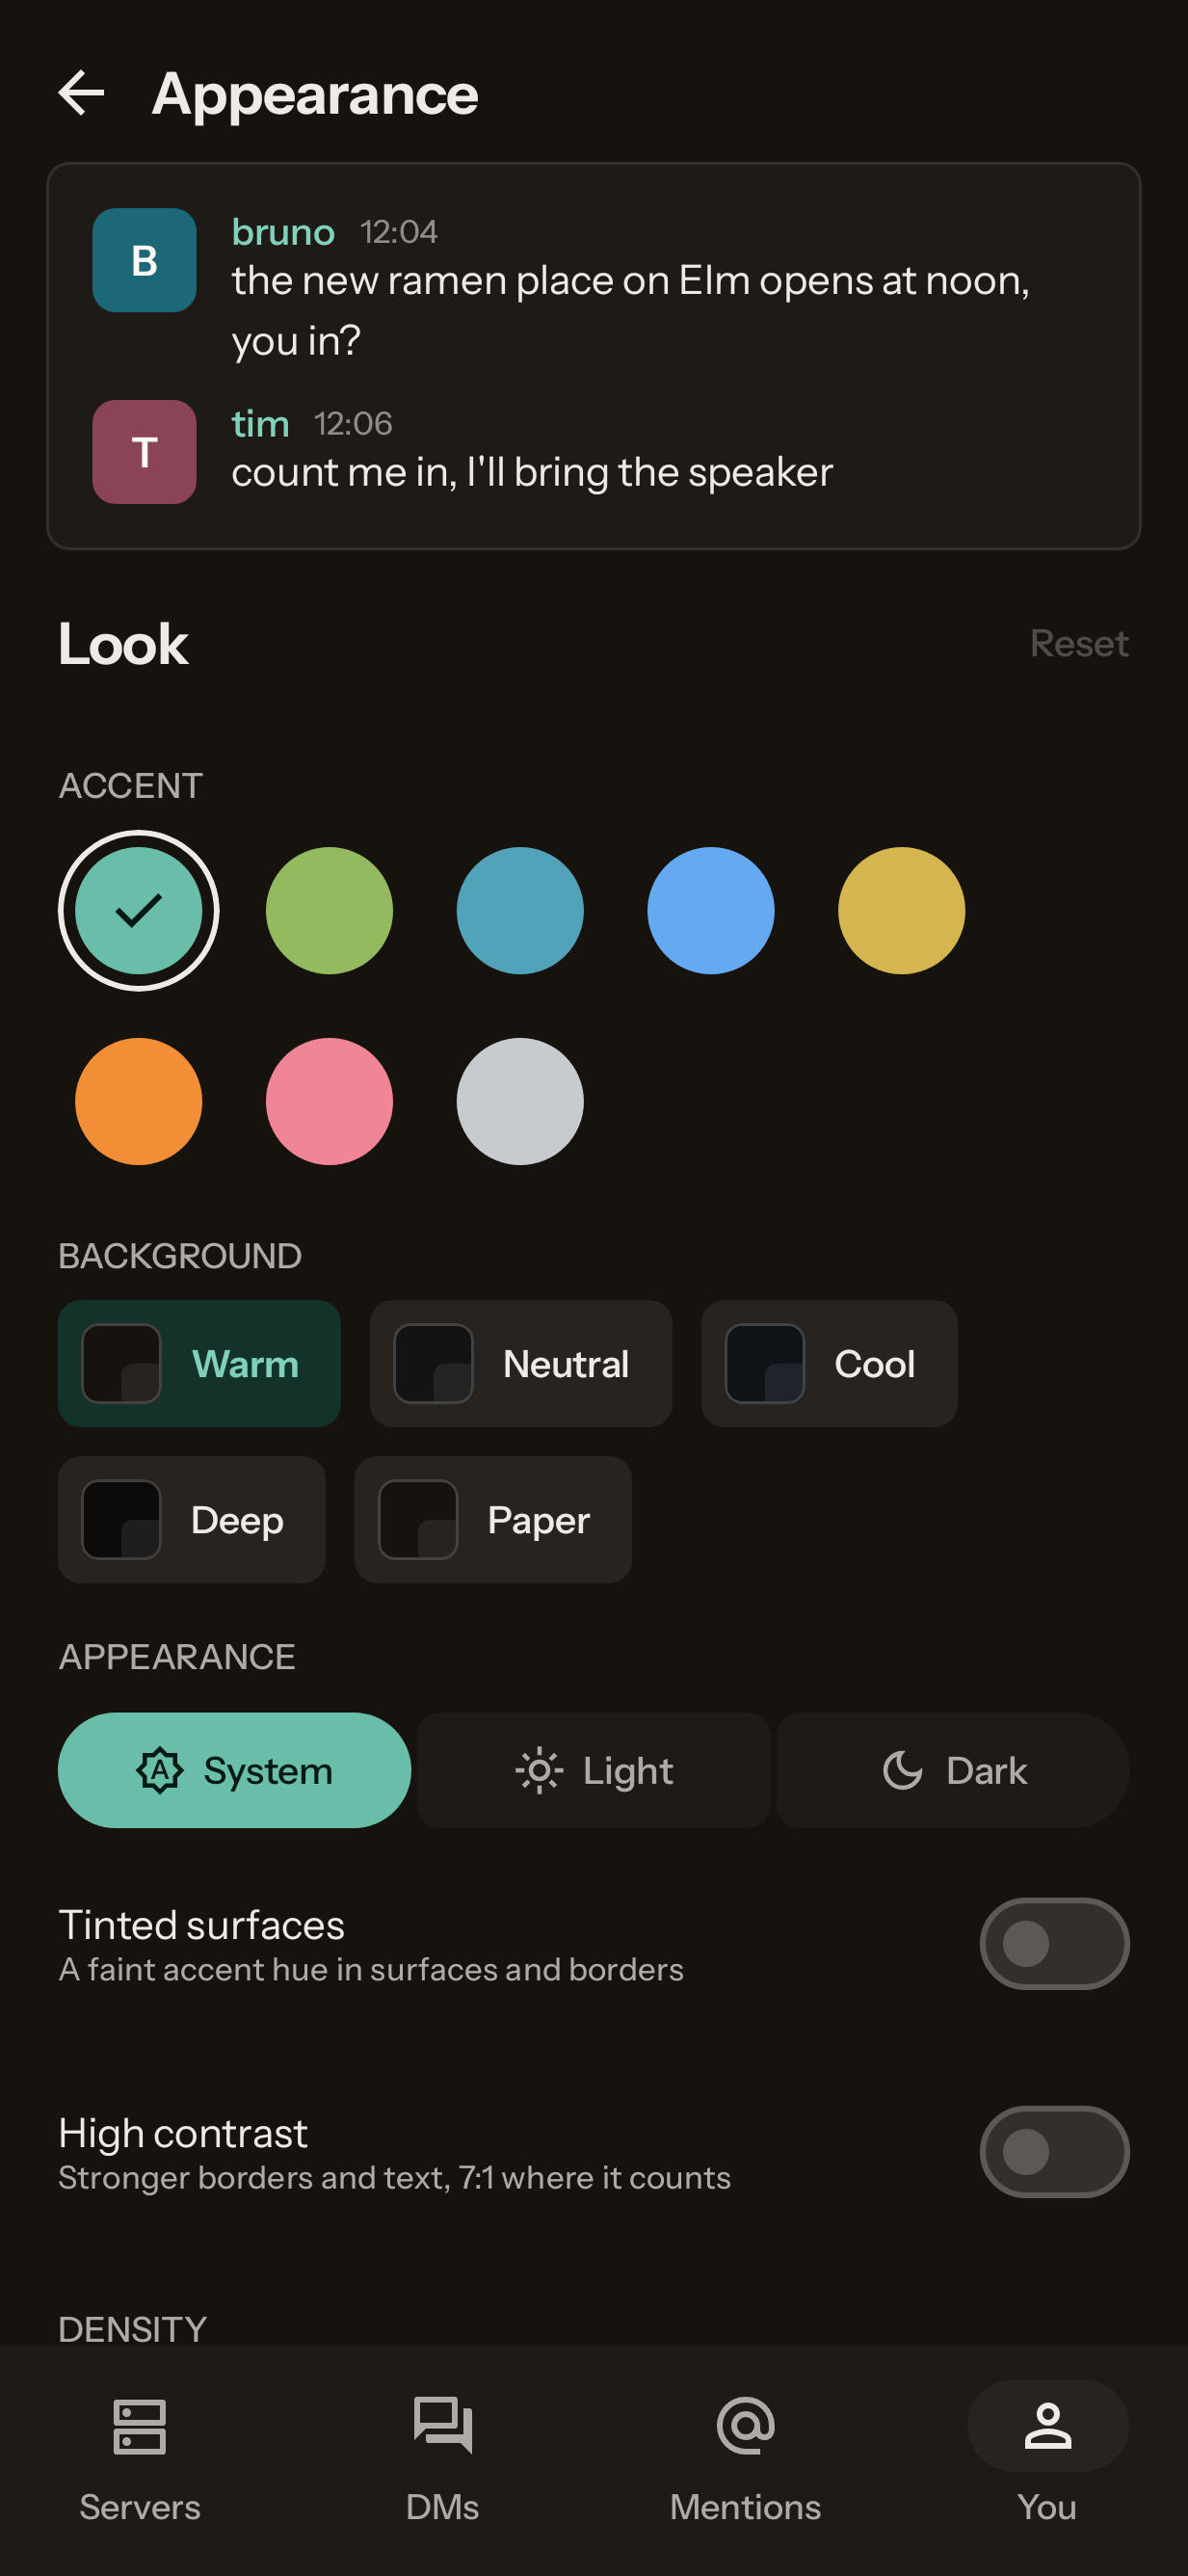 Appearance
B
bruno 12:04
the new ramen place on Elm opens at noon,
you in?
T
tim 12:06
count me in, I'll bring the speaker
Look
Reset
ACCENT
BACKGROUND
Warm
Neutral
Cool
Deep
Paper
APPEARANCE
A
System
Light
Dark
Tinted surfaces
A faint accent hue in surfaces and borders
High contrast
Stronger borders and text, 7:1 where it counts
DENSITY
Servers
DMs
Mentions
You